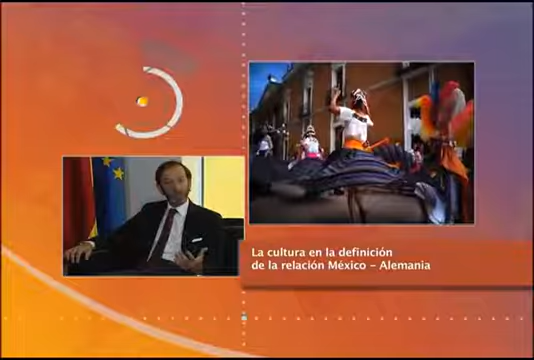 La cultura en la definición
de la relación México – Alemania